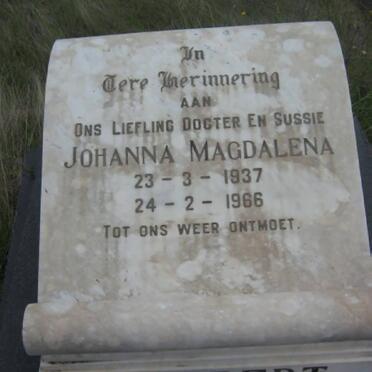 In
Tere Herinnering
AAN
ONS LIEFLING DOGTER EN SUSSIE
JOHANNA MAGDALENA
23 - 3 - 1937
24 - 2 - 1966
TOT ONS WEER ONTMOET.